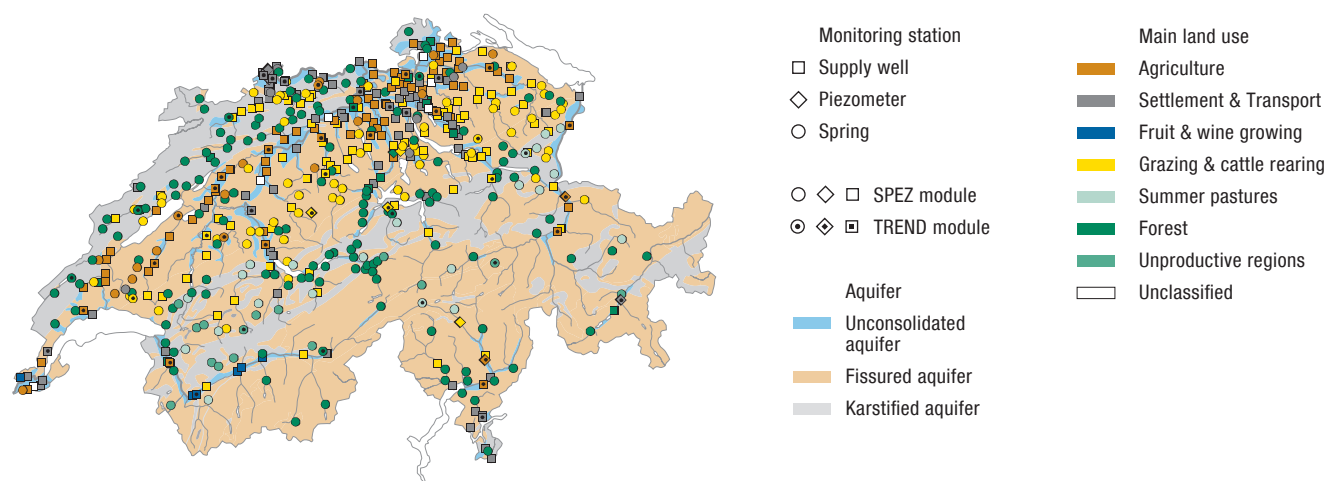 Monitoring station
Supply well
Piezometer
Spring
SPEZ module
TREND module
Aquifer
Unconsolidated
aquifer
Fissured aquifer
Karstified aquifer
Main land use
Agriculture
Settlement & Transport
Fruit & wine growing
Grazing & cattle rearing
Summer pastures
Forest
Unproductive regions
Unclassified